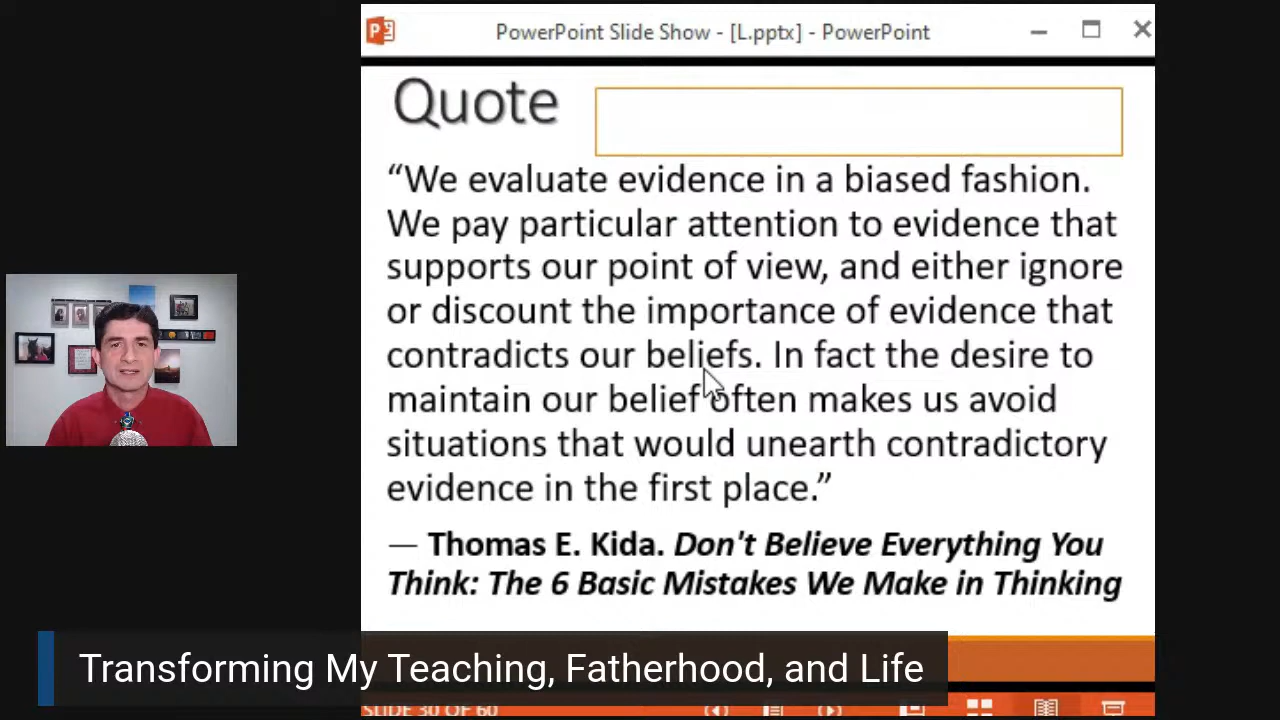 PowerPoint Slide Show - [L.pptx] - PowerPoint
Quote
“We evaluate evidence in a biased fashion.
We pay particular attention to evidence that
supports our point of view, and either ignore
or discount the importance of evidence that
contradicts our beliefs. In fact the desire to
maintain our belief often makes us avoid
situations that would unearth contradictory
evidence in the first place.”
— Thomas E. Kida. Don't Believe Everything You
Think: The 6 Basic Mistakes We Make in Thinking
Transforming My Teaching, Fatherhood, and Life
SLIDE 30 OF 60